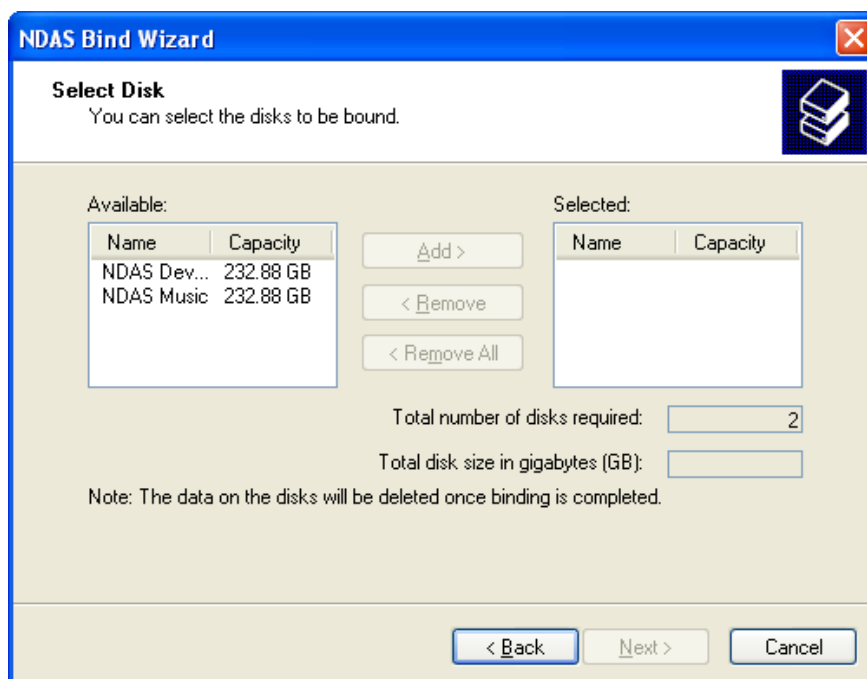 NDAS Bind Wizard
Select Disk
You can select the disks to be bound.
Available:
Name Capacity
NDAS Dev... 232.88 GB
NDAS Music 232.88 GB
Add >
< Remove
< Remove All
Selected:
Name Capacity
Total number of disks required: 2
Total disk size in gigabytes (GB):
Note: The data on the disks will be deleted once binding is completed.
< Back Next > Cancel